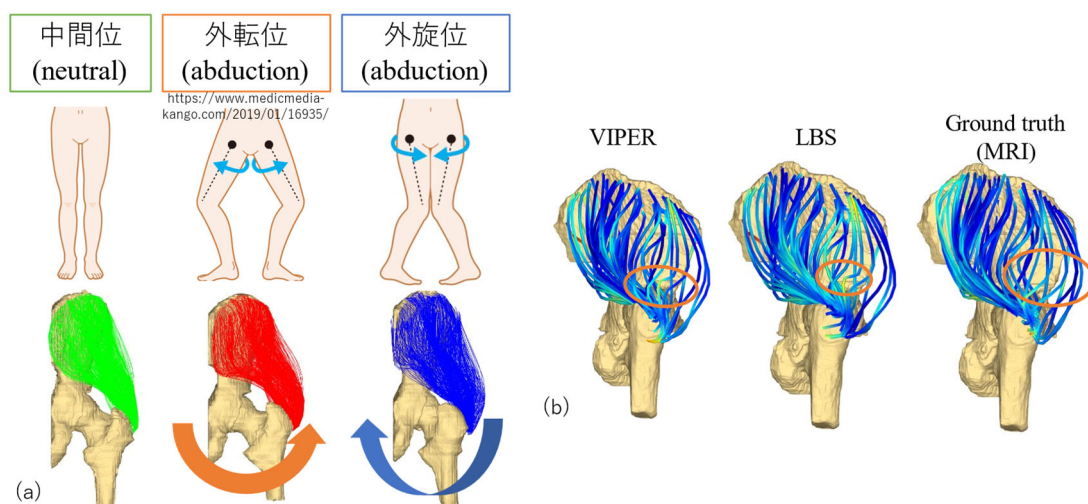 中間位
(neutral)
外転位
(abduction)
外旋位
(abduction)
https://www.medicmedia-
kango.com/2019/01/16935/
(a)
VIPER
LBS
Ground truth
(MRI)
(b)